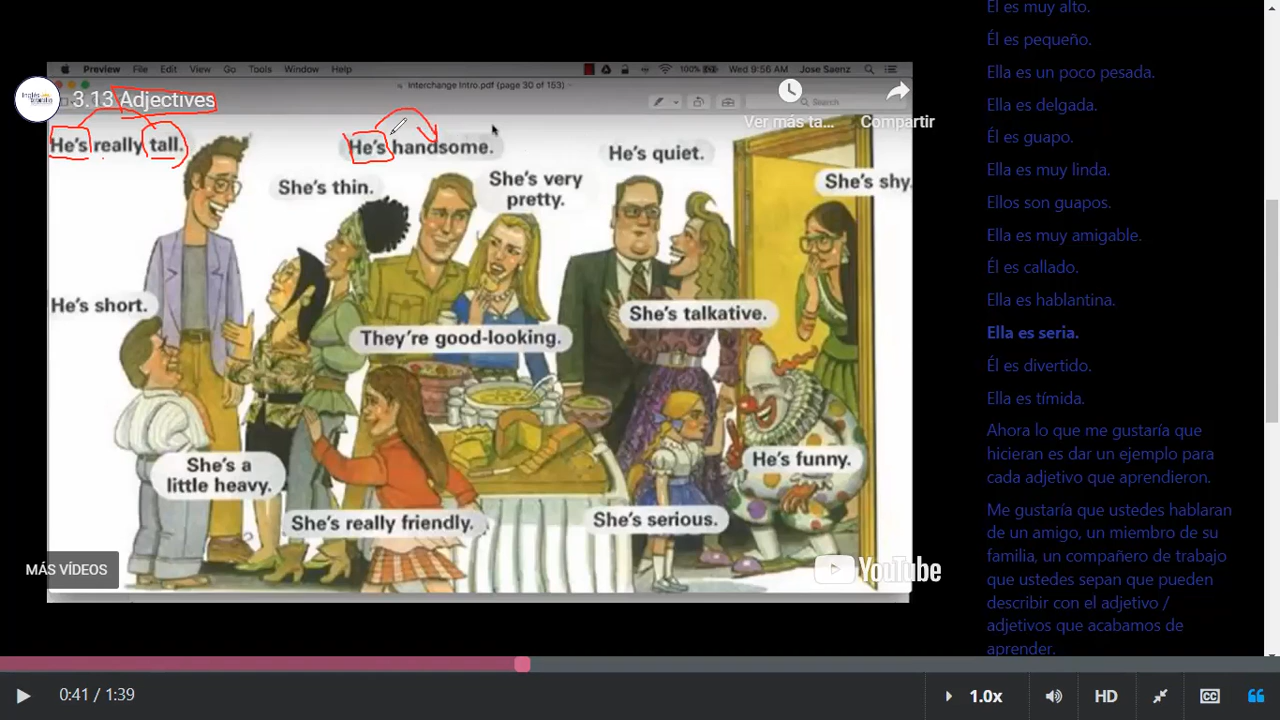 Preview File Edit View Go Tools Window Help
100% Wed 9:56 AM Jose Saenz
Interchange Intro.pdf (page 30 of 153)
Search
3.13 Adjectives
Ver más ta...
Compartir
He's really tall.
He's handsome.
He's quiet.
She's thin.
She's very
pretty.
She's shy.
He's short.
They're good-looking.
She's talkative.
She's a
little heavy.
He's funny.
She's really friendly.
She's serious.
MÁS VÍDEOS
YouTube
Él es muy alto.
Él es pequeño.
Ella es un poco pesada.
Ella es delgada.
Él es guapo.
Ella es muy linda.
Ellos son guapos.
Ella es muy amigable.
Él es callado.
Ella es hablantina.
Ella es seria.
Él es divertido.
Ella es tímida.
Ahora lo que me gustaría que
hicieran es dar un ejemplo para
cada adjetivo que aprendieron.
Me gustaría que ustedes hablaran
de un amigo, un miembro de su
familia, un compañero de trabajo
que ustedes sepan que pueden
describir con el adjetivo /
adjetivos que acabamos de
aprender.
0:41 / 1:39
1.0x
HD
CC